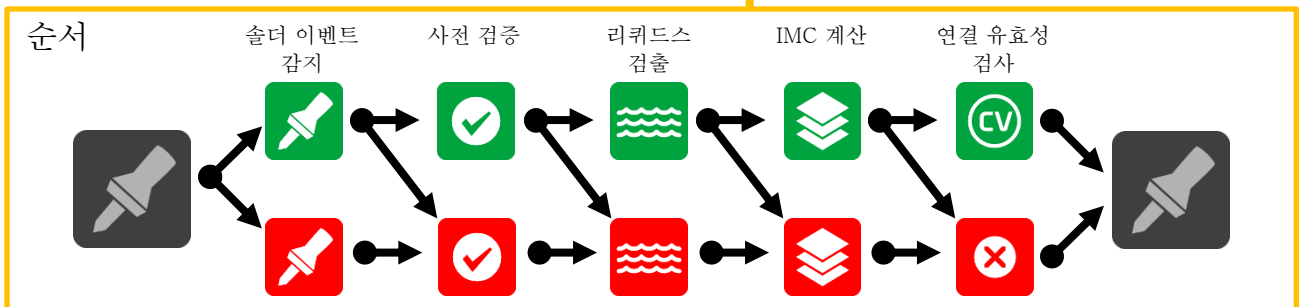 순서
솔더 이벤트
감지
사전 검증
리퀴드스
검출
IMC 계산
연결 유효성
검사
CV